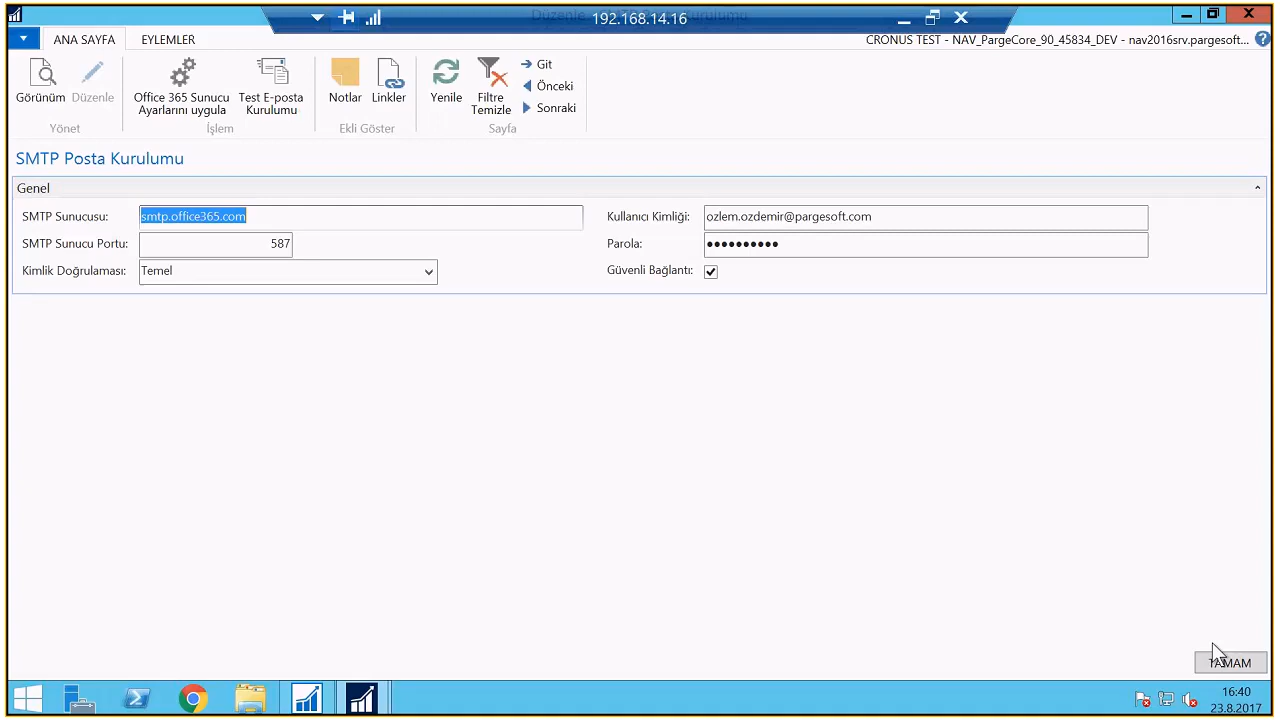 192.168.14.16
ANA SAYFA
EYLEMLER
CRONUS TEST - NAV_PargeCore_90_45834_DEV - nav2016srv.pargesoft...
Görünüm
Düzenle
Office 365 Sunucu
Ayarlarını uygula
Test E-posta
Kurulumu
Notlar
Linkler
Yenile
Filtre
Temizle
Git
Önceki
Sonraki
Yönet
İşlem
Ekli Göster
Sayfa
SMTP Posta Kurulumu
Genel
SMTP Sunucusu: smtp.office365.com
SMTP Sunucu Portu: 587
Kimlik Doğrulaması: Temel
Kullanıcı Kimliği: ozlem.ozdemir@pargesoft.com
Parola: ●●●●●●●●●●
Güvenli Bağlantı:
TAMAM
16:40
23.8.2017